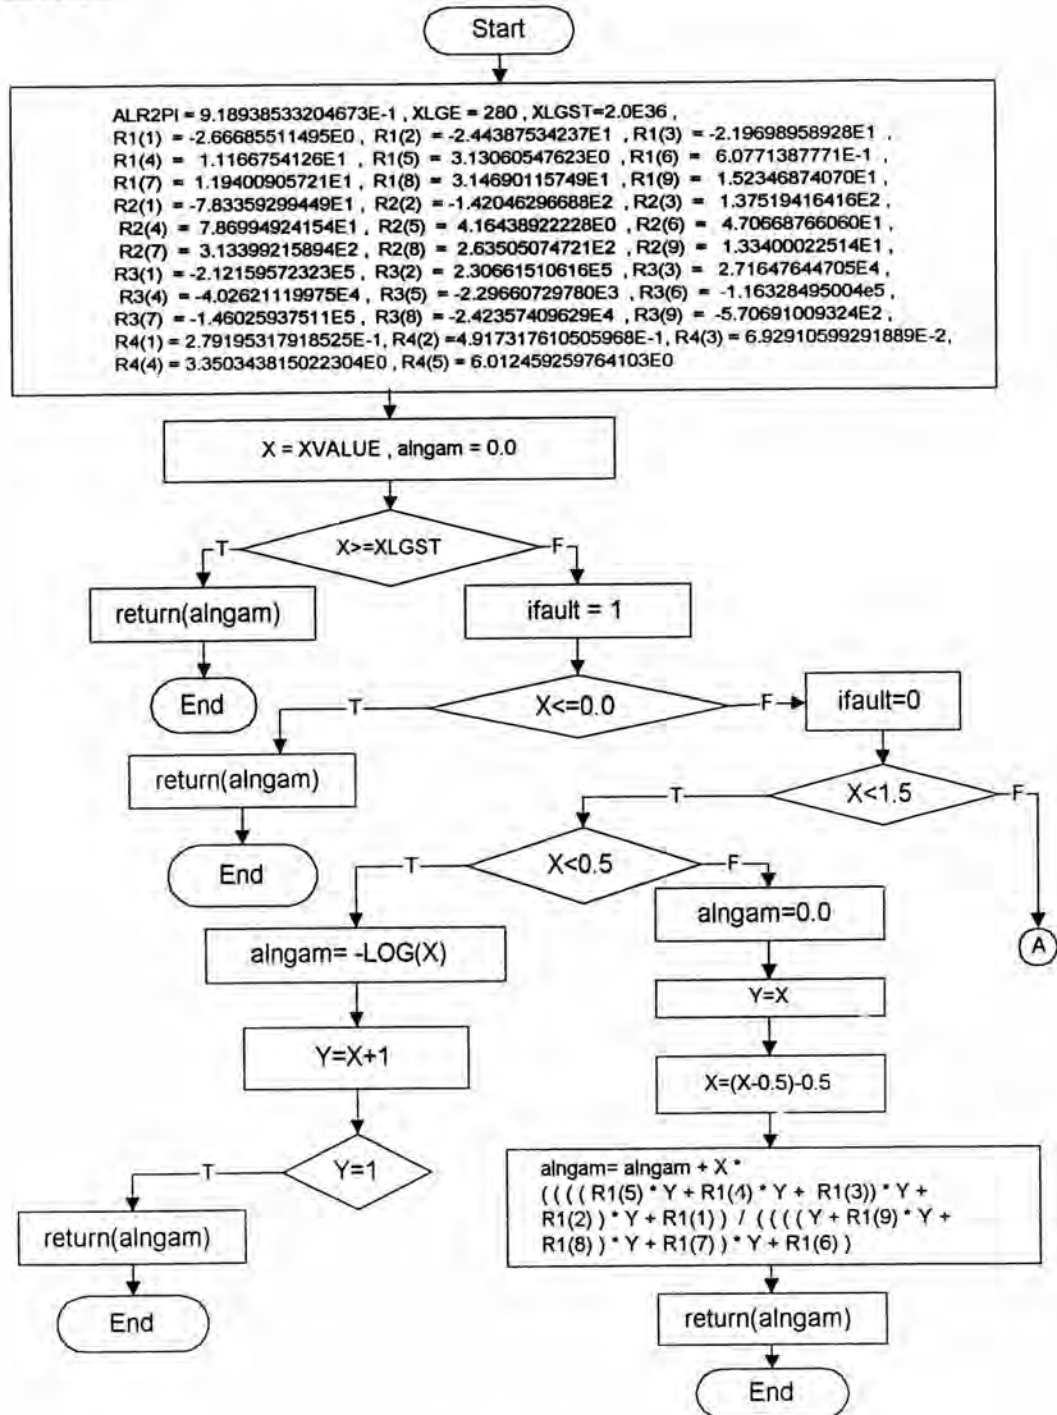 Start
ALR2PI = 9.18938533204673E-1 , XLGE = 280 , XLGST=2.0E36 ,
R1(1) = -2.66685511495E0 , R1(2) = -2.44387534237E1 , R1(3) = -2.19698958928E1 ,
R1(4) = 1.1166754126E1 , R1(5) = 3.13060547623E0 , R1(6) = 6.0771387771E-1 ,
R1(7) = 1.19400905721E1 , R1(8) = 3.14690115749E1 , R1(9) = 1.52346874070E1 ,
R2(1) = -7.83359299449E1 , R2(2) = -1.42046296688E2 , R2(3) = 1.37519416416E2 ,
R2(4) = 7.86994924154E1 , R2(5) = 4.16438922228E0 , R2(6) = 4.70668766060E1 ,
R2(7) = 3.13399215894E2 , R2(8) = 2.63505074721E2 , R2(9) = 1.33400022514E1 ,
R3(1) = -2.12159572323E5 , R3(2) = 2.30661510616E5 , R3(3) = 2.71647644705E4 ,
R3(4) = -4.02621119975E4 , R3(5) = -2.29660729780E3 , R3(6) = -1.16328495004e5 ,
R3(7) = -1.46025937511E5 , R3(8) = -2.42357409629E4 , R3(9) = -5.70691009324E2 ,
R4(1) = 2.79195317918525E-1, R4(2) =4.917317610505968E-1, R4(3) = 6.92910599291889E-2,
R4(4) = 3.350343815022304E0 , R4(5) = 6.012459259764103E0
X = XVALUE , alngam = 0.0
X>=XLGST
T
F
return(alngam)
End
ifault = 1
X<=0.0
T
F
return(alngam)
End
ifault=0
X<1.5
T
F
A
X<0.5
T
F
alngam= -LOG(X)
Y=X+1
Y=1
T
return(alngam)
End
alngam=0.0
Y=X
X=(X-0.5)-0.5
alngam= alngam + X *
( ( ( ( R1(5) * Y + R1(4) * Y + R1(3)) * Y +
R1(2) ) * Y + R1(1) ) / ( ( ( ( Y + R1(9) * Y +
R1(8) ) * Y + R1(7) ) * Y + R1(6) )
return(alngam)
End